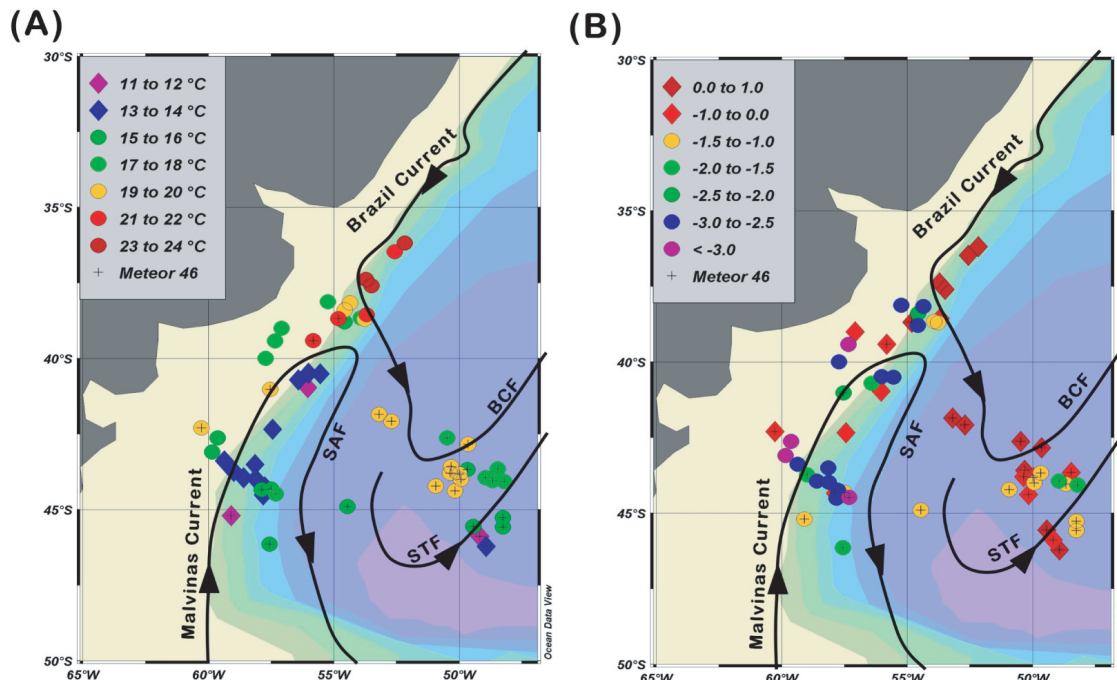 (A)
30°S
35°S
40°S
45°S
50°S
65°W
60°W
55°W
50°W
11 to 12 °C
13 to 14 °C
15 to 16 °C
17 to 18 °C
19 to 20 °C
21 to 22 °C
23 to 24 °C
Meteor 46
Brazil Current
BCF
SAF
STF
Malvinas Current
Ocean Data View
(B)
30°S
35°S
40°S
45°S
50°S
65°W
60°W
55°W
50°W
0.0 to 1.0
-1.0 to 0.0
-1.5 to -1.0
-2.0 to -1.5
-2.5 to -2.0
-3.0 to -2.5
< -3.0
Meteor 46
Brazil Current
BCF
SAF
STF
Malvinas Current